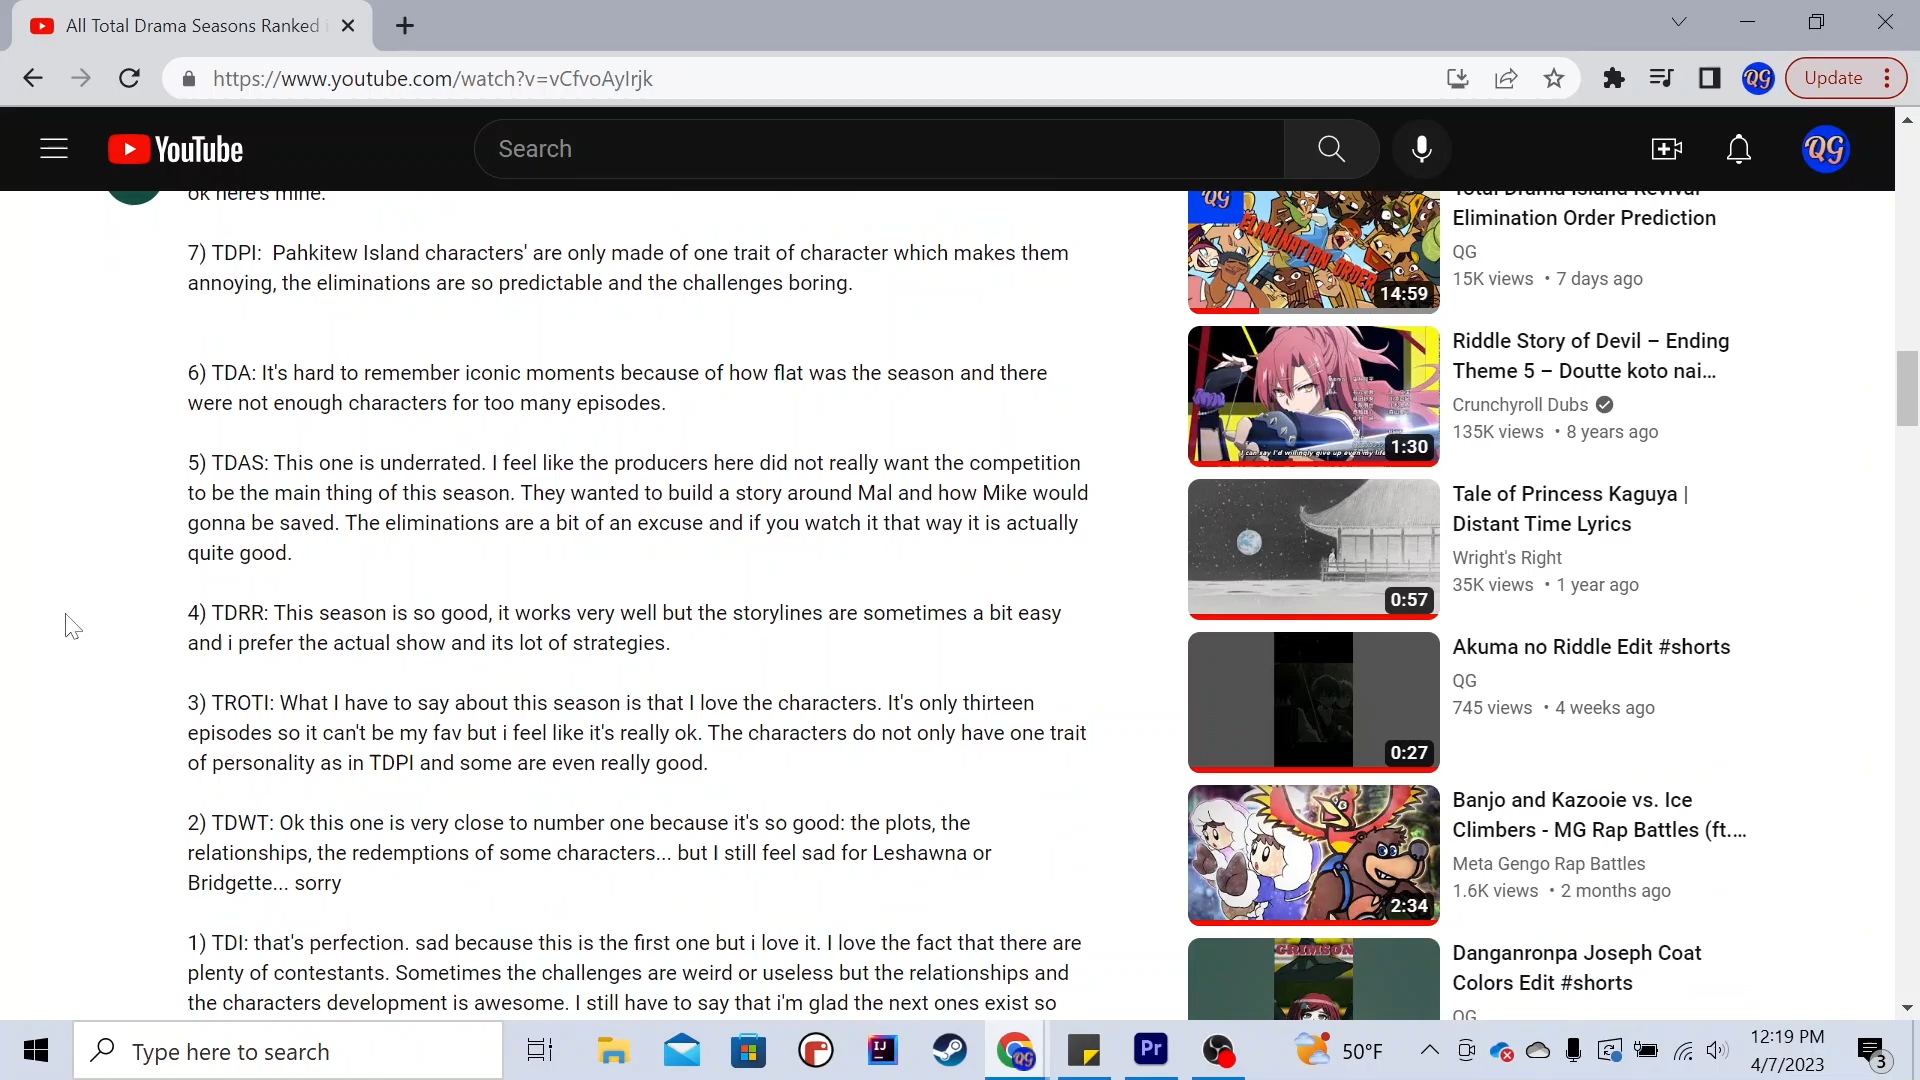 All Total Drama Seasons Ranked
https://www.youtube.com/watch?v=vCfvoAyIrjk
QG
Update
YouTube
Search
QG
ok here's mine.
7) TDPI:  Pahkitew Island characters' are only made of one trait of character which makes them
annoying, the eliminations are so predictable and the challenges boring.
6) TDA: It's hard to remember iconic moments because of how flat was the season and there
were not enough characters for too many episodes.
5) TDAS: This one is underrated. I feel like the producers here did not really want the competition
to be the main thing of this season. They wanted to build a story around Mal and how Mike would
gonna be saved. The eliminations are a bit of an excuse and if you watch it that way it is actually
quite good.
4) TDRR: This season is so good, it works very well but the storylines are sometimes a bit easy
and i prefer the actual show and its lot of strategies.
3) TROTI: What I have to say about this season is that I love the characters. It's only thirteen
episodes so it can't be my fav but i feel like it's really ok. The characters do not only have one trait
of personality as in TDPI and some are even really good.
2) TDWT: Ok this one is very close to number one because it's so good: the plots, the
relationships, the redemptions of some characters... but I still feel sad for Leshawna or
Bridgette... sorry
1) TDI: that's perfection. sad because this is the first one but i love it. I love the fact that there are
plenty of contestants. Sometimes the challenges are weird or useless but the relationships and
the characters development is awesome. I still have to say that i'm glad the next ones exist so
QG
ELIMINATION ORDER
14:59
Total Drama Island Revival
Elimination Order Prediction
QG
15K views • 7 days ago
1:30
Riddle Story of Devil – Ending
Theme 5 – Doutte koto nai...
Crunchyroll Dubs
135K views • 8 years ago
0:57
Tale of Princess Kaguya |
Distant Time Lyrics
Wright's Right
35K views • 1 year ago
0:27
Akuma no Riddle Edit #shorts
QG
745 views • 4 weeks ago
2:34
Banjo and Kazooie vs. Ice
Climbers - MG Rap Battles (ft....
Meta Gengo Rap Battles
1.6K views • 2 months ago
CRIMSON
Danganronpa Joseph Coat
Colors Edit #shorts
QG
Type here to search
IJ
QG
Pr
50°F
12:19 PM
4/7/2023
3